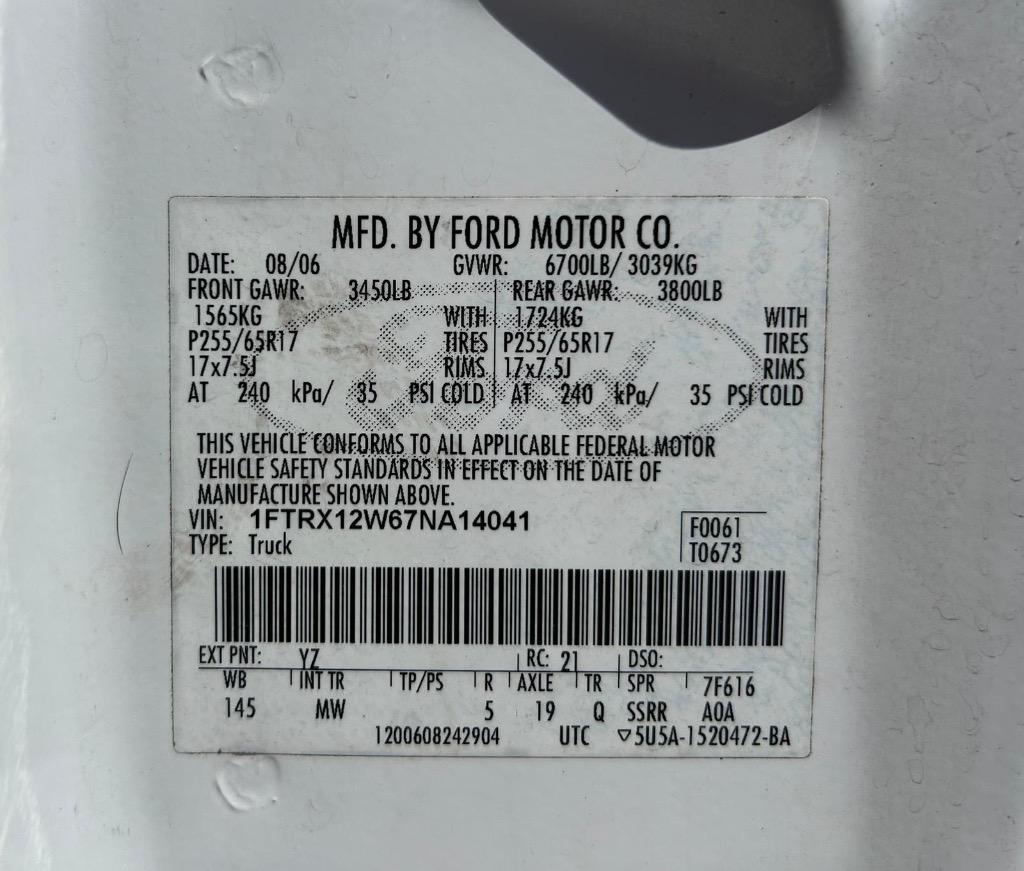 MFD. BY FORD MOTOR CO.
DATE: 08/06 GVWR: 6700LB/ 3039KG
FRONT GAWR: 3450LB REAR GAWR: 3800LB
1565KG WITH 1724KG WITH
P255/65R17 TIRES P255/65R17 TIRES
17x7.5J RIMS 17x7.5J RIMS
AT 240 kPa/ 35 PSI COLD AT 240 kPa/ 35 PSI COLD
Ford
THIS VEHICLE CONFORMS TO ALL APPLICABLE FEDERAL MOTOR
VEHICLE SAFETY STANDARDS IN EFFECT ON THE DATE OF
MANUFACTURE SHOWN ABOVE.
VIN: 1FTRX12W67NA14041 F0061
TYPE: Truck T0673
EXT PNT: YZ RC: 21 DSO:
WB INT TR TP/PS R AXLE TR SPR 7F616
145 MW 5 19 Q SSRR A0A
1200608242904 UTC ▽5U5A-1520472-BA